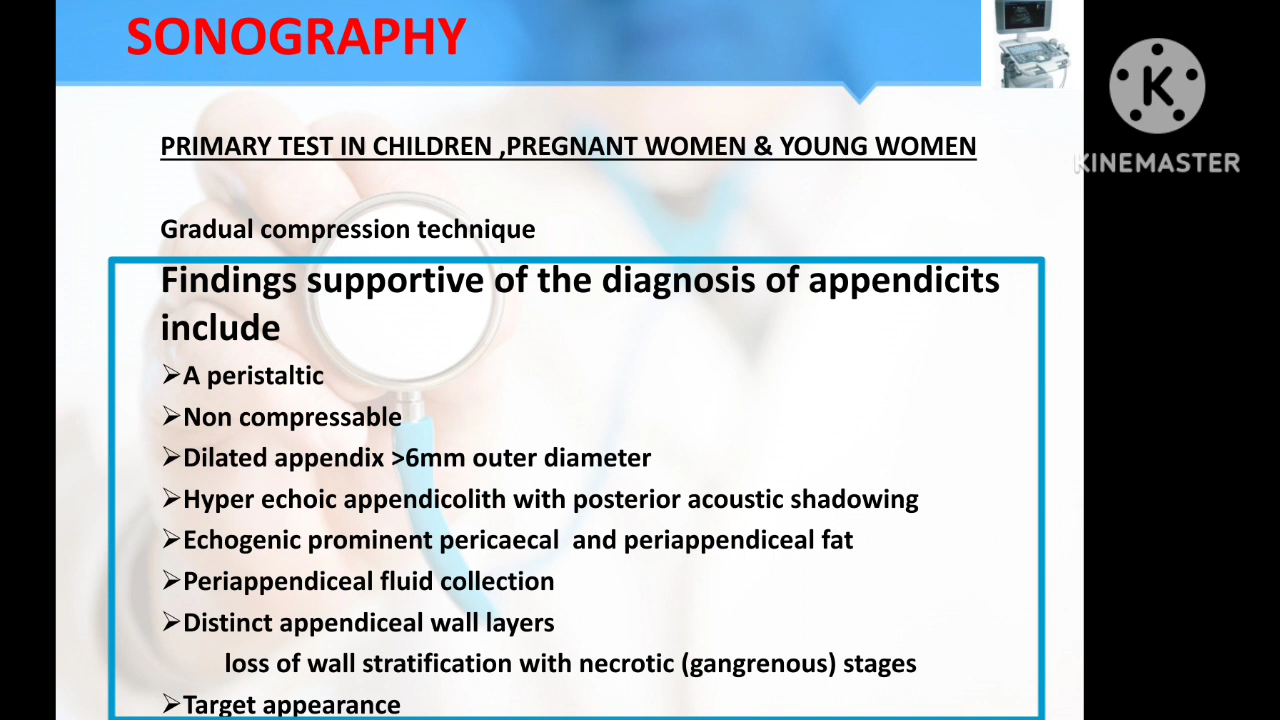 SONOGRAPHY
K
KINEMASTER
PRIMARY TEST IN CHILDREN ,PREGNANT WOMEN & YOUNG WOMEN
Gradual compression technique
Findings supportive of the diagnosis of appendicits
include
➢A peristaltic
➢Non compressable
➢Dilated appendix >6mm outer diameter
➢Hyper echoic appendicolith with posterior acoustic shadowing
➢Echogenic prominent pericaecal and periappendiceal fat
➢Periappendiceal fluid collection
➢Distinct appendiceal wall layers
loss of wall stratification with necrotic (gangrenous) stages
➢Target appearance